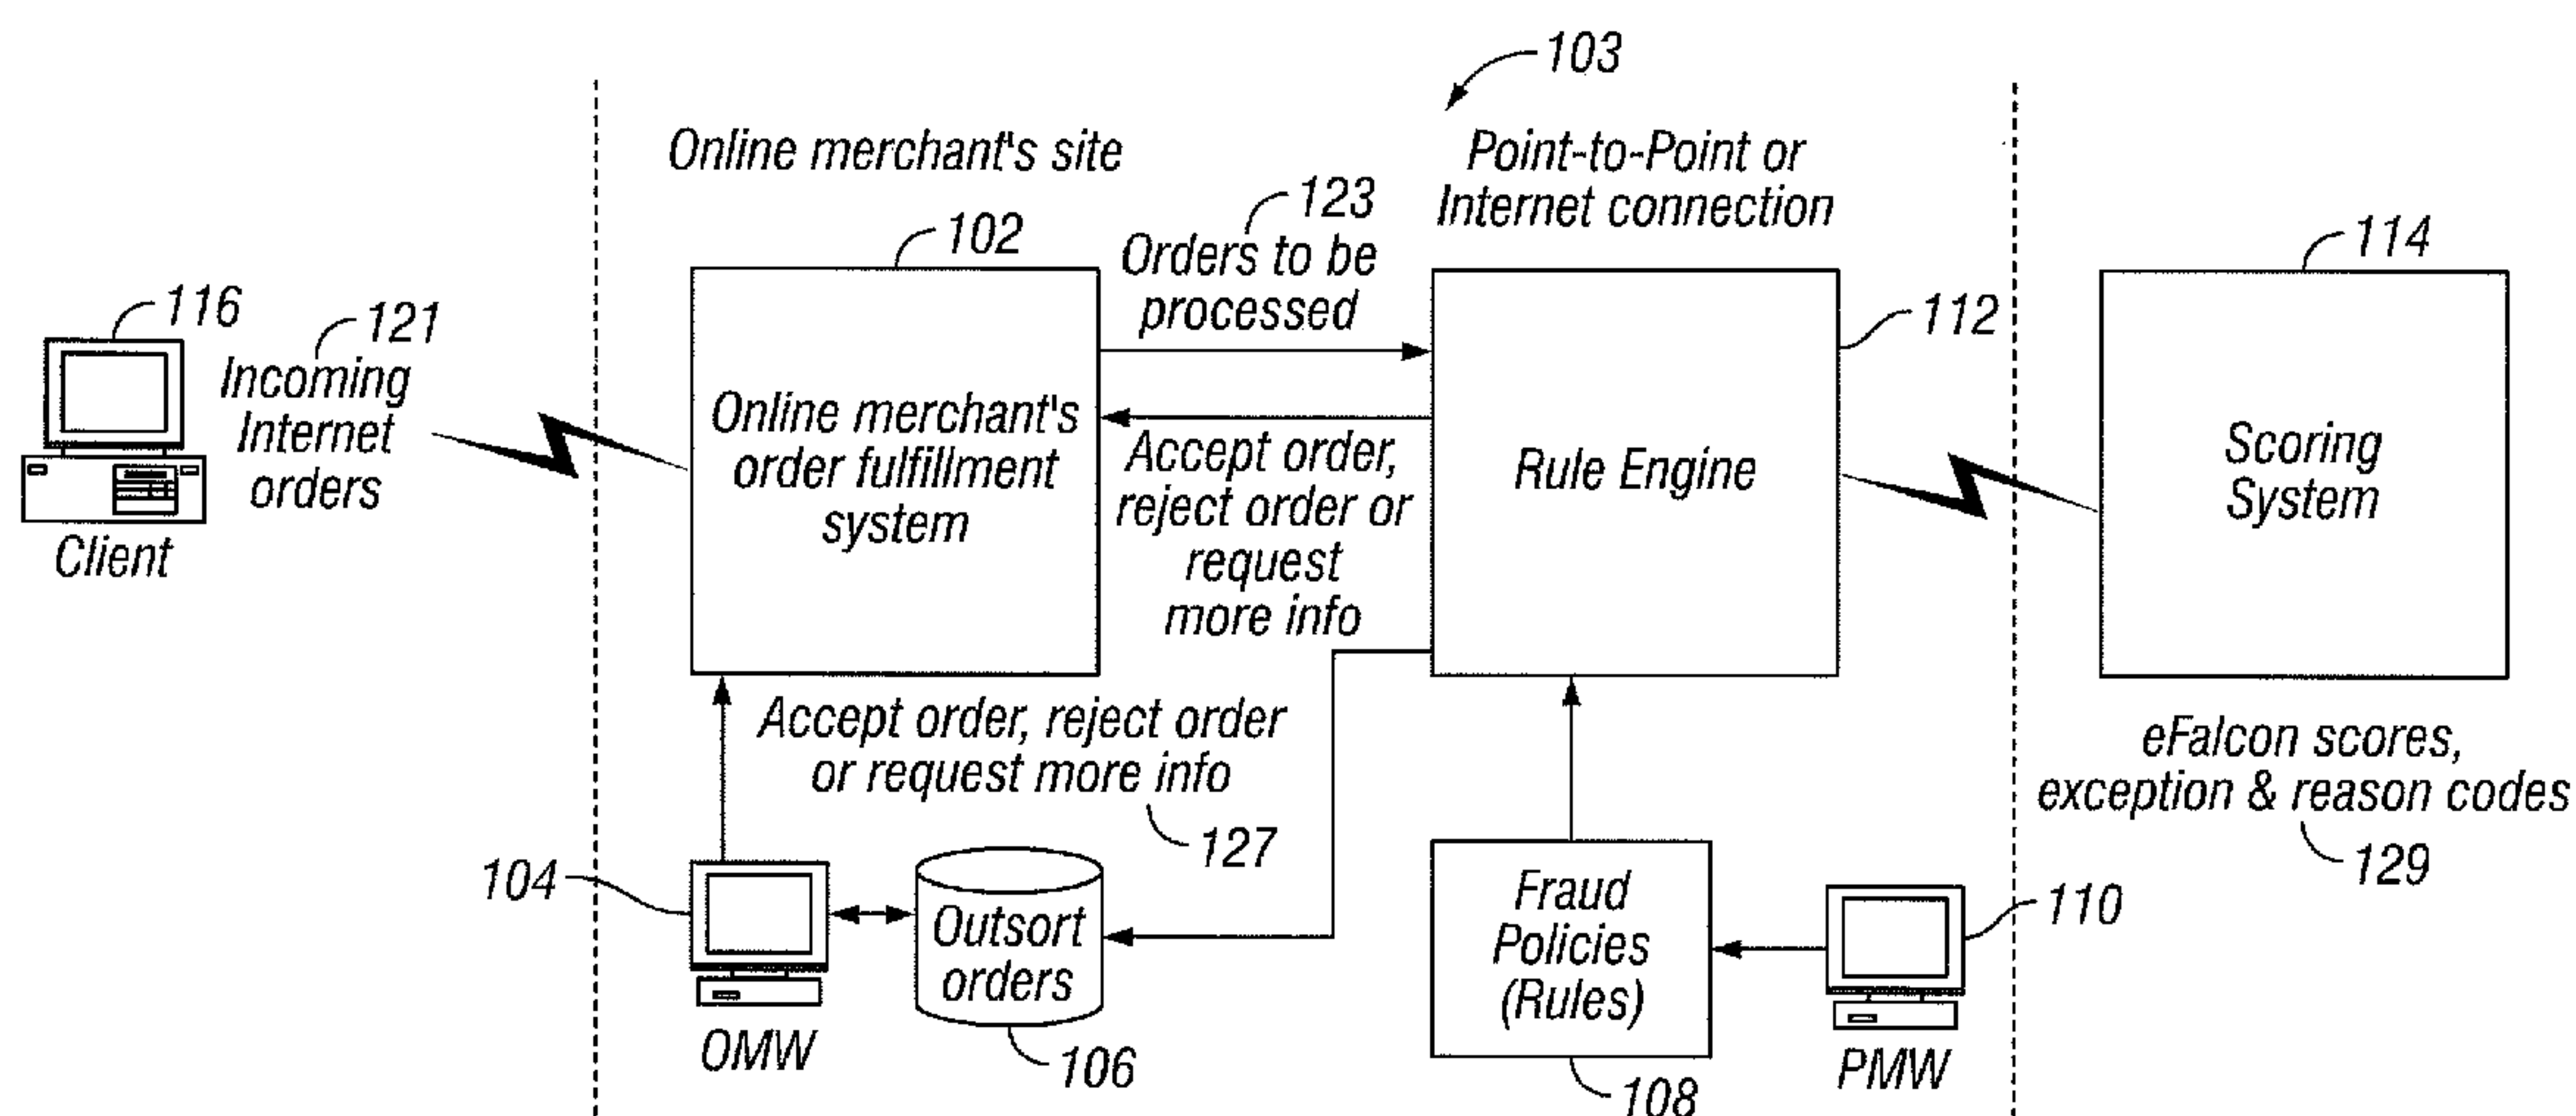 103
Online merchant's site
Point-to-Point or
Internet connection
123
Orders to be
processed
102
114
116
121
Incoming
Internet
orders
Client
112
Online merchant's
order fulfillment
system
Accept order,
reject order or
request
more info
Rule Engine
Scoring
System
Accept order, reject order
or request more info
127
eFalcon scores,
exception & reason codes
129
104
OMW
Outsort
orders
106
Fraud
Policies
(Rules)
108
110
PMW